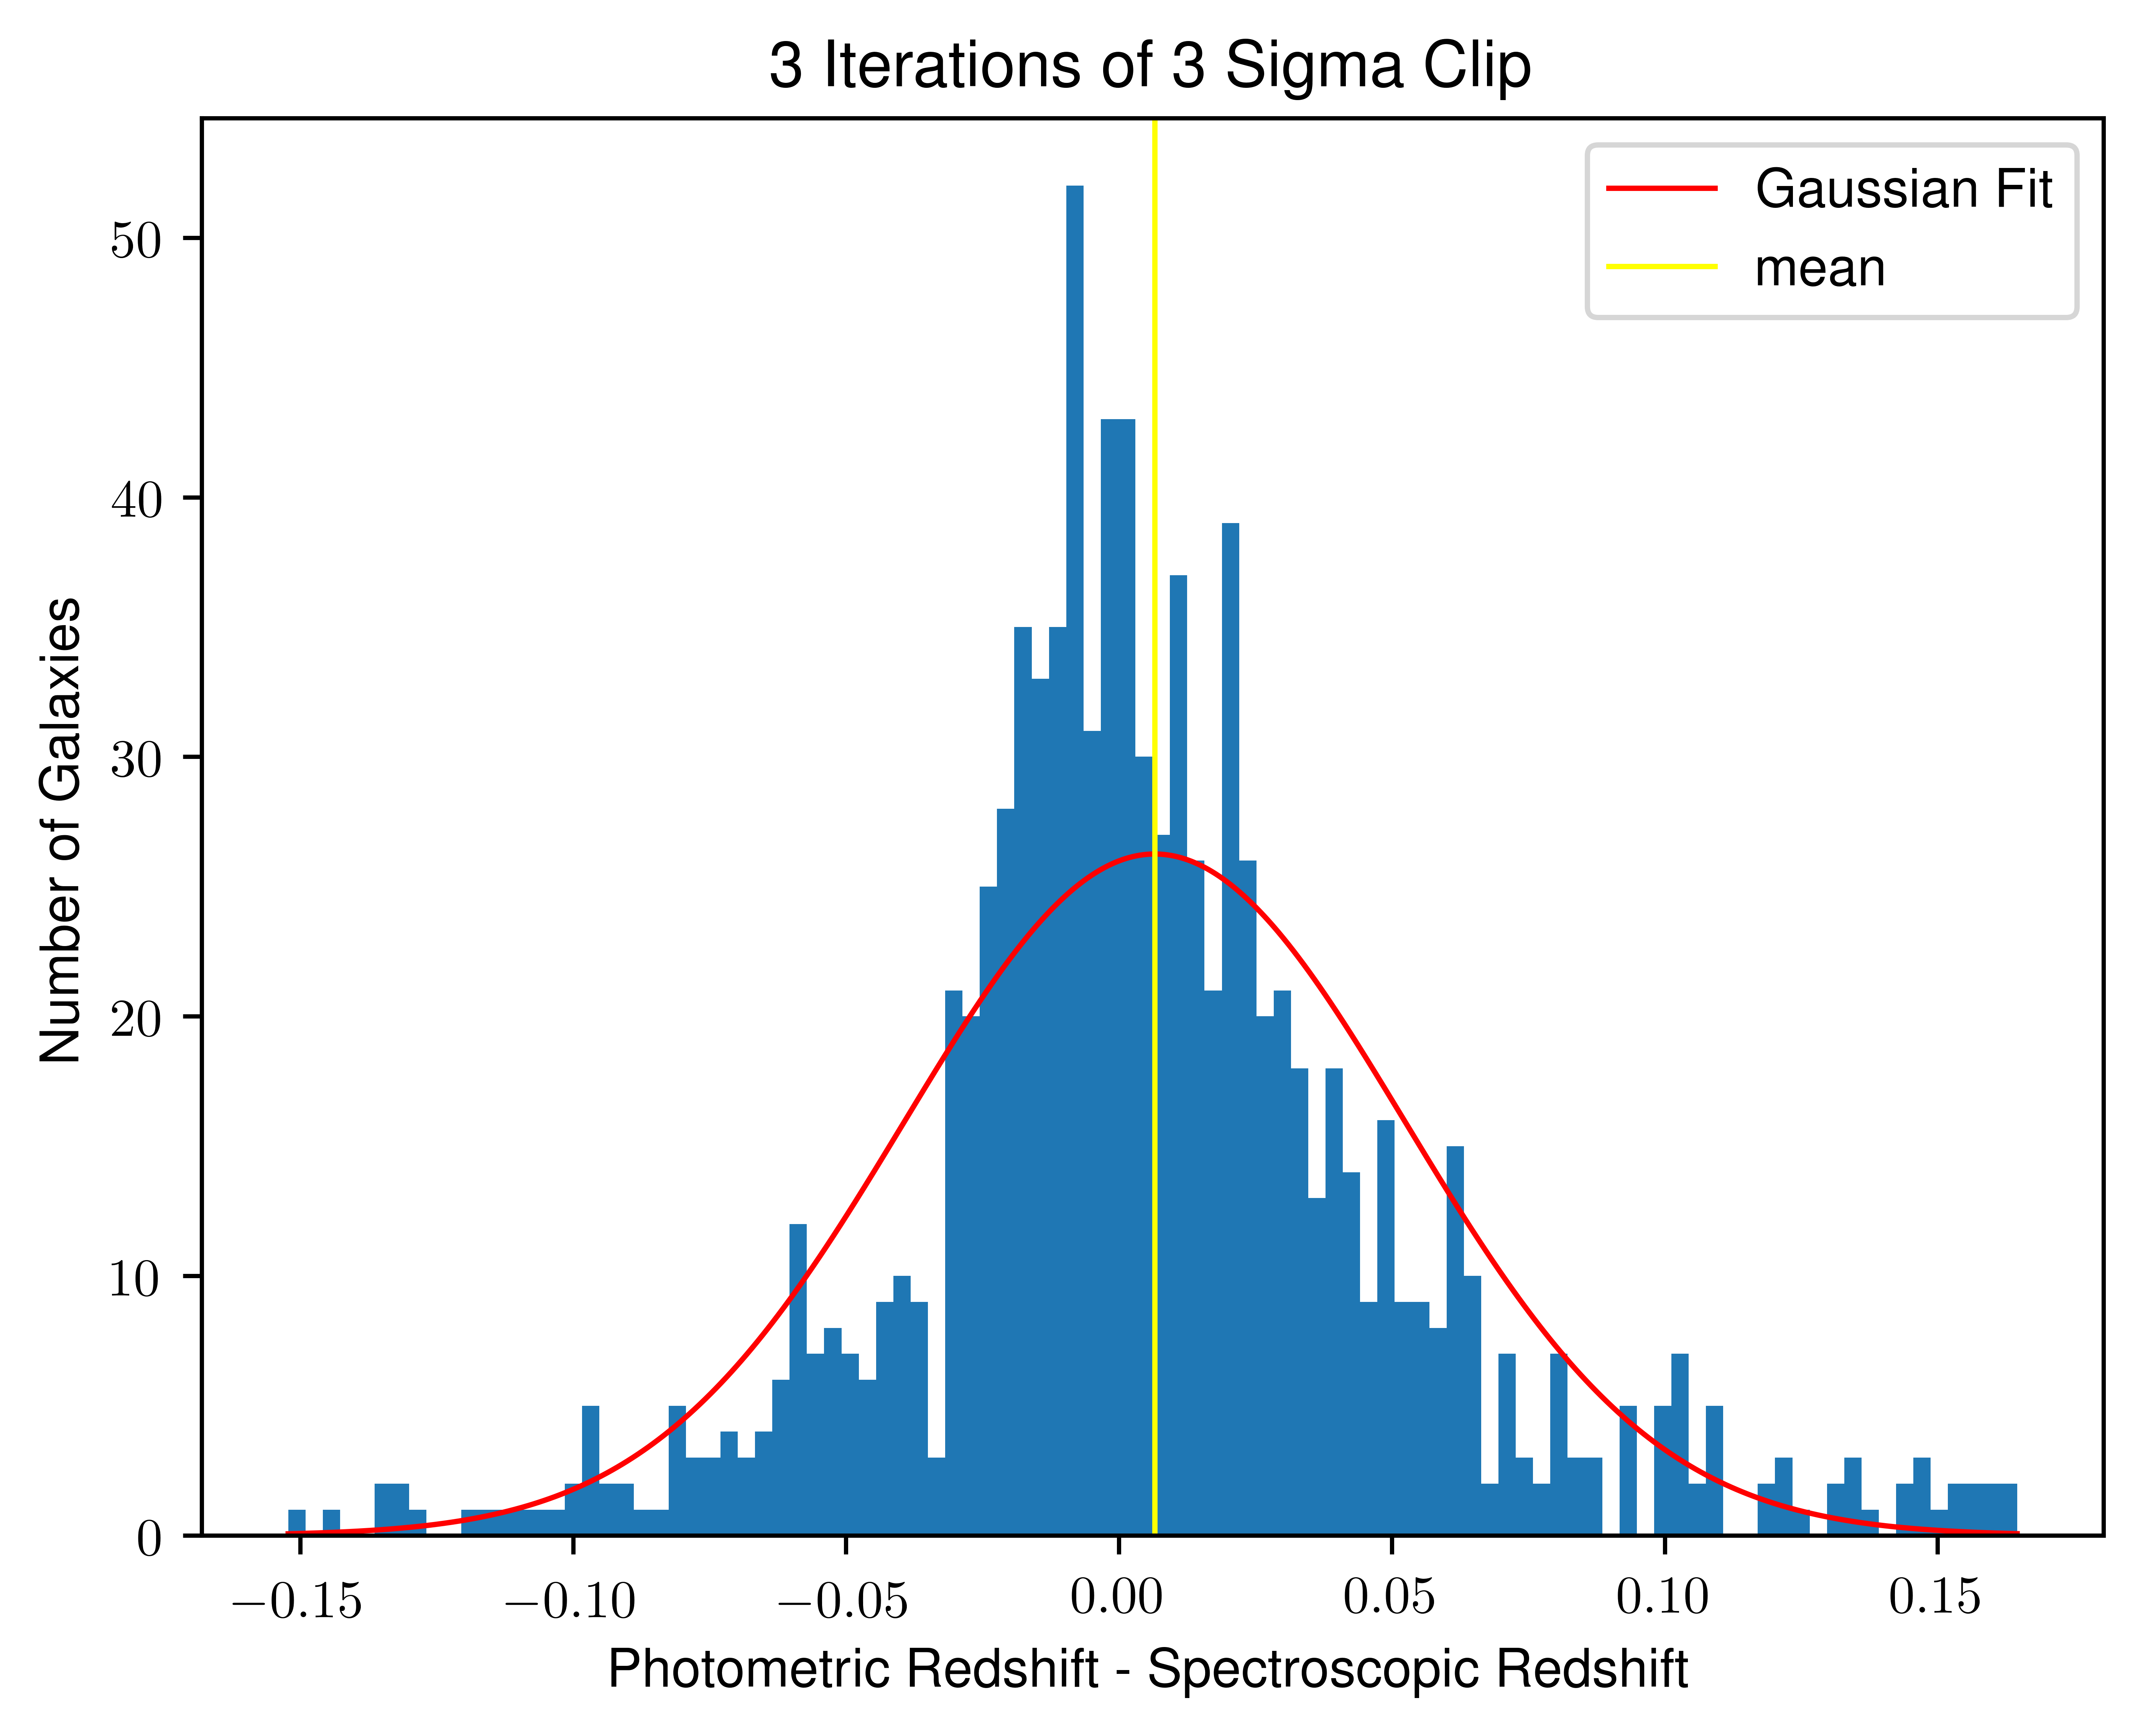 3 Iterations of 3 Sigma Clip
Gaussian Fit
mean
Number of Galaxies
50
40
30
20
10
0
−0.15 −0.10 −0.05 0.00 0.05 0.10 0.15
Photometric Redshift - Spectroscopic Redshift